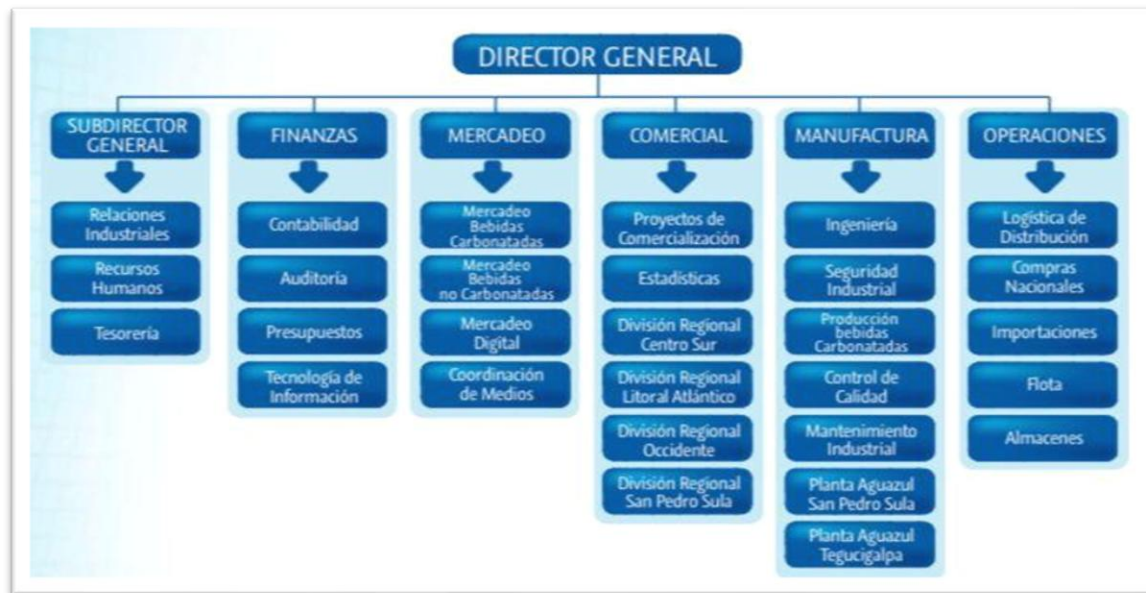 DIRECTOR GENERAL
SUBDIRECTOR
GENERAL
Relaciones
Industriales
Recursos
Humanos
Tesorería
FINANZAS
Contabilidad
Auditoría
Presupuestos
Tecnología de
Información
MERCADEO
Mercadeo
Bebidas
Carbonatadas
Mercadeo
Bebidas
no Carbonatadas
Mercadeo
Digital
Coordinación
de Medios
COMERCIAL
Proyectos de
Comercialización
Estadísticas
División Regional
Centro Sur
División Regional
Litoral Atlántico
División Regional
Occidente
División Regional
San Pedro Sula
MANUFACTURA
Ingeniería
Seguridad
Industrial
Producción
bebidas
Carbonatadas
Control de
Calidad
Mantenimiento
Industrial
Planta Aguazul
San Pedro Sula
Planta Aguazul
Tegucigalpa
OPERACIONES
Logística de
Distribución
Compras
Nacionales
Importaciones
Flota
Almacenes